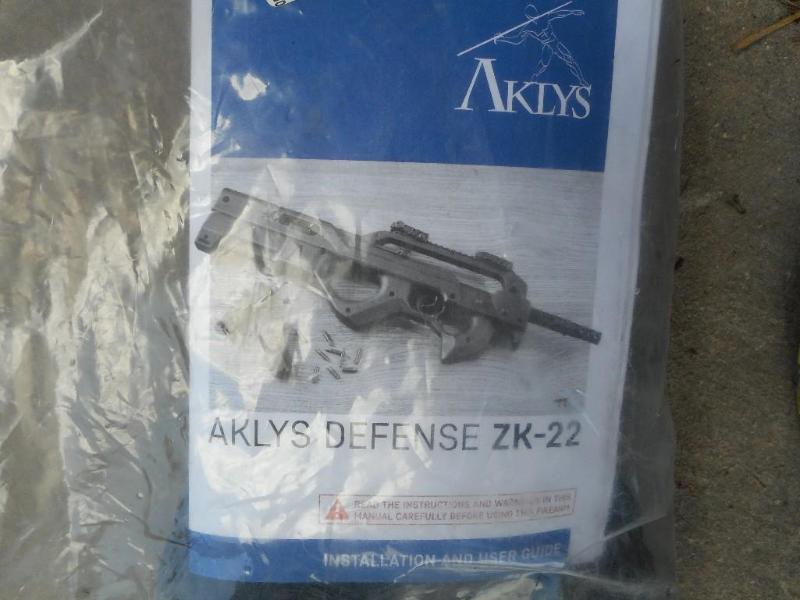 AKLYS
AKLYS DEFENSE ZK-22
READ THE INSTRUCTIONS AND WARNINGS IN THIS
MANUAL CAREFULLY BEFORE USING THIS FIREARM
INSTALLATION AND USER GUIDE